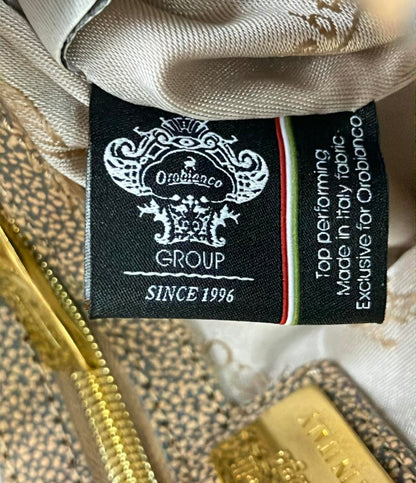 Orobianco
GROUP
SINCE 1996
Top performing
Made in Italy fabric.
Exclusive for Orobianco